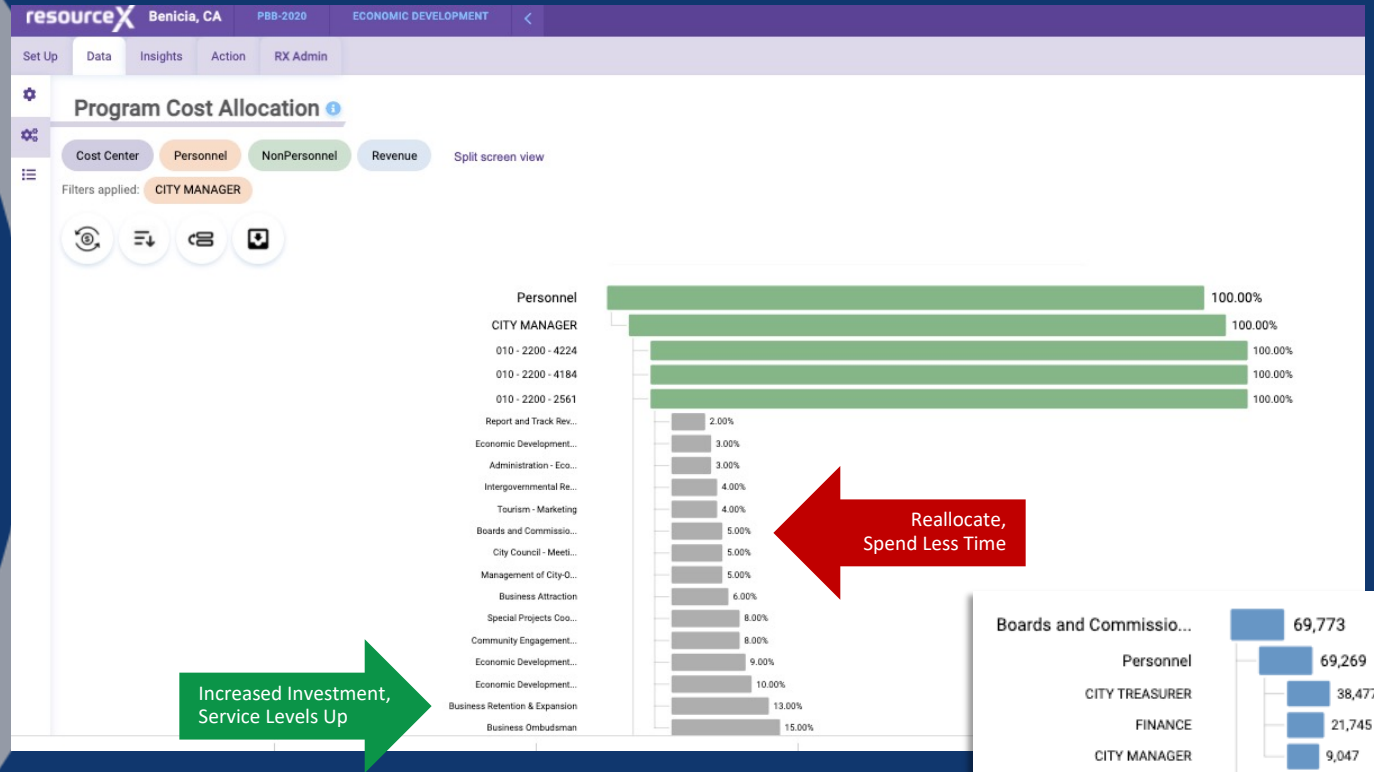 resourceX Benicia, CA PBB-2020 ECONOMIC DEVELOPMENT
Set Up Data Insights Action RX Admin
Program Cost Allocation
Cost Center Personnel NonPersonnel Revenue Split screen view
Filters applied: CITY MANAGER
Personnel 100.00%
CITY MANAGER 100.00%
010 - 2200 - 4224 100.00%
010 - 2200 - 4184 100.00%
010 - 2200 - 2561 100.00%
Report and Track Rev... 2.00%
Economic Development... 3.00%
Administration - Eco... 3.00%
Intergovernmental Re... 4.00%
Tourism - Marketing 4.00%
Boards and Commissio... 5.00%
City Council - Meeti... 5.00%
Management of City-O... 5.00%
Business Attraction 6.00%
Special Projects Coo... 8.00%
Community Engagement... 8.00%
Economic Development... 9.00%
Economic Development... 10.00%
Business Retention & Expansion 13.00%
Business Ombudsman 15.00%
Reallocate,
Spend Less Time
Increased Investment,
Service Levels Up
Boards and Commissio... 69,773
Personnel 69,269
CITY TREASURER 38,477
FINANCE 21,745
CITY MANAGER 9,047